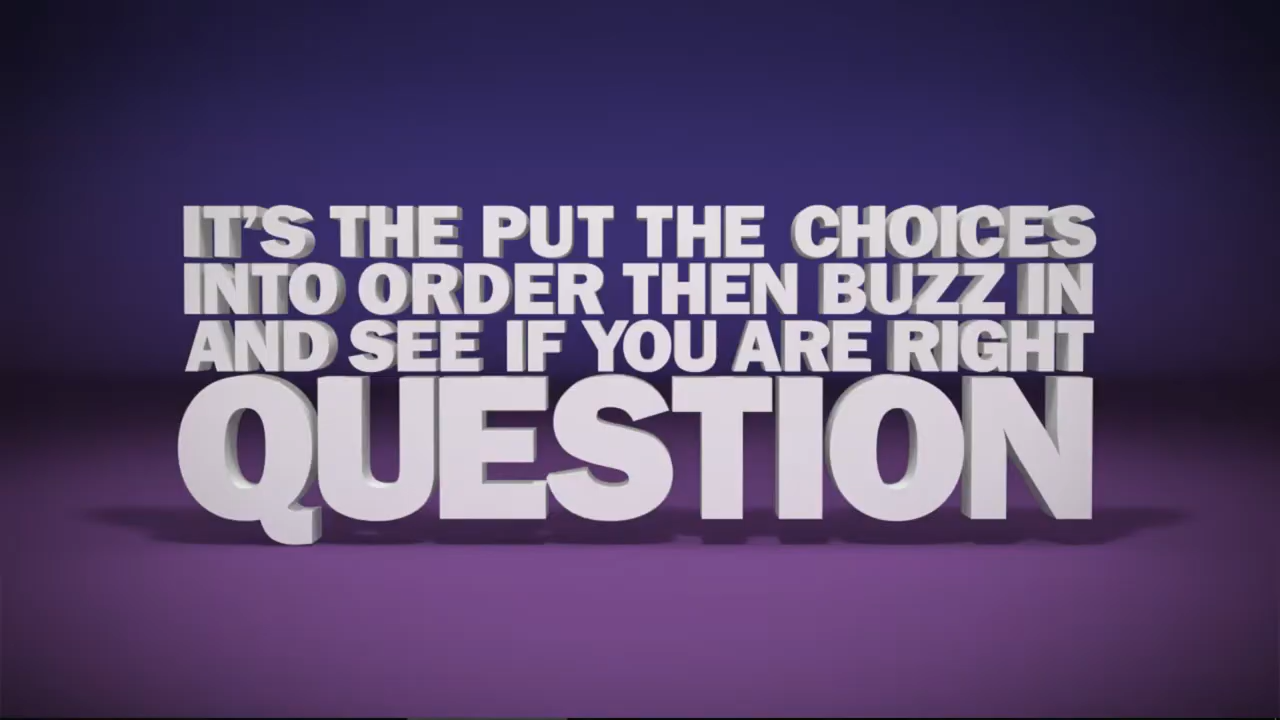 IT'S THE PUT THE CHOICES
INTO ORDER THEN BUZZ IN
AND SEE IF YOU ARE RIGHT
QUESTION